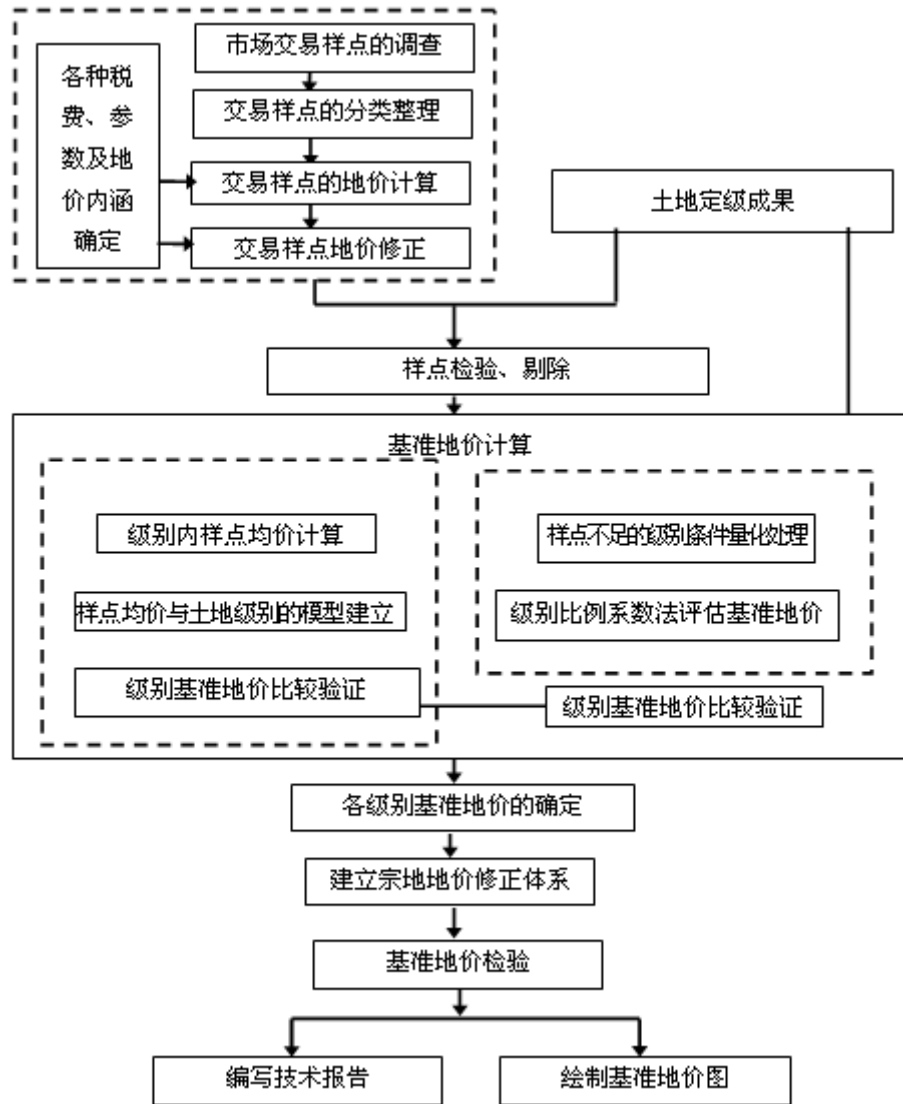 市场交易样点的调查
各种税
费、参
数及地
价内涵
确定
交易样点的分类整理
交易样点的地价计算
交易样点地价修正
土地定级成果
样点检验、剔除
基准地价计算
级别内样点均价计算
样点均价与土地级别的模型建立
级别基准地价比较验证
样点不足的级别条件量化处理
级别比例系数法评估基准地价
级别基准地价比较验证
各级别基准地价的确定
建立宗地地价修正体系
基准地价检验
编写技术报告
绘制基准地价图